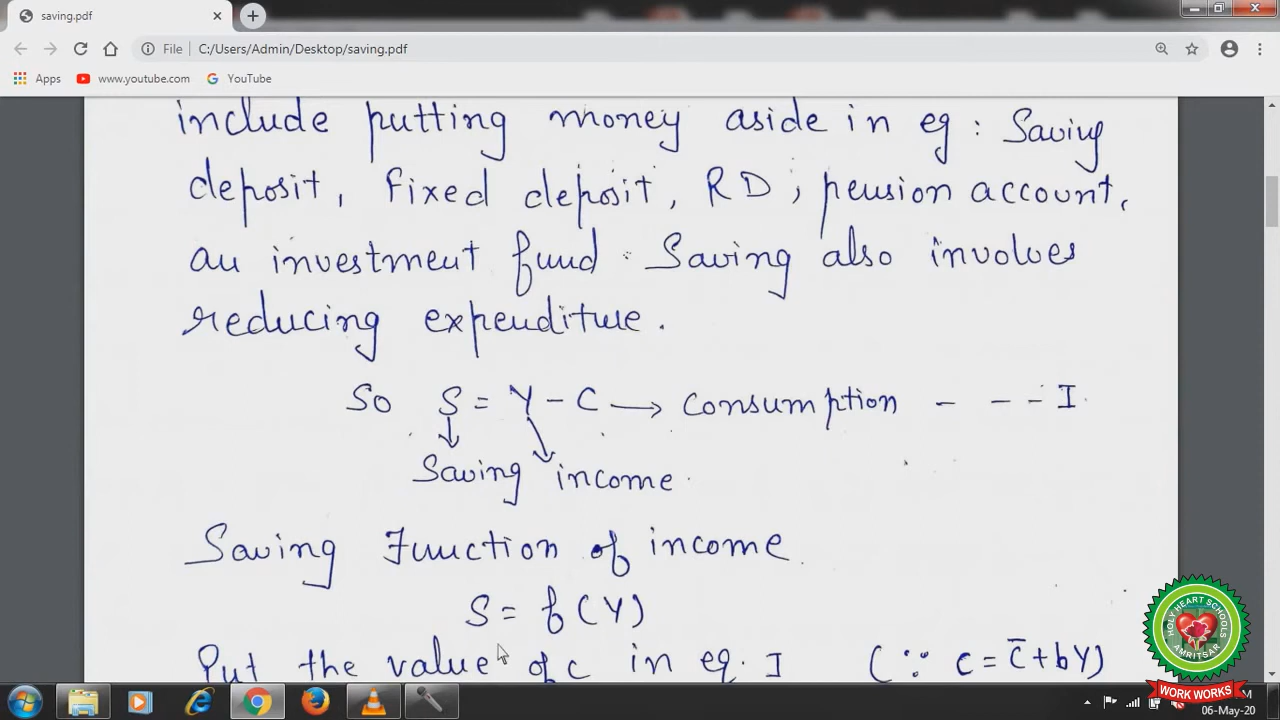 saving.pdf
File C:/Users/Admin/Desktop/saving.pdf
Apps www.youtube.com YouTube
include putting money aside in eg : Saving
deposit, fixed deposit, RD, pension account,
an investment fund. Saving also involves
reducing expenditure.
So S = Y - C → Consumption - - - I
Saving income
Saving Function of income
S = f(Y)
Put the value of c in eq. I (∵ c = c̄ + bY)
HOLY HEART SCHOOLS
AMRITSAR
WORK WORKS
06-May-20